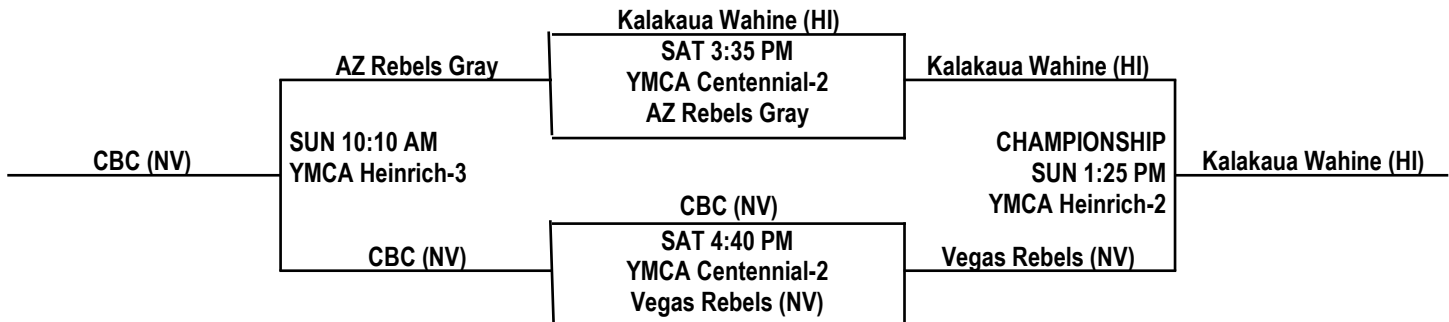 Kalakaua Wahine (HI)
SAT 3:35 PM
AZ Rebels Gray
YMCA Centennial-2
Kalakaua Wahine (HI)
AZ Rebels Gray
SUN 10:10 AM
CHAMPIONSHIP
CBC (NV)
YMCA Heinrich-3
SUN 1:25 PM
Kalakaua Wahine (HI)
YMCA Heinrich-2
CBC (NV)
SAT 4:40 PM
CBC (NV)
YMCA Centennial-2
Vegas Rebels (NV)
Vegas Rebels (NV)